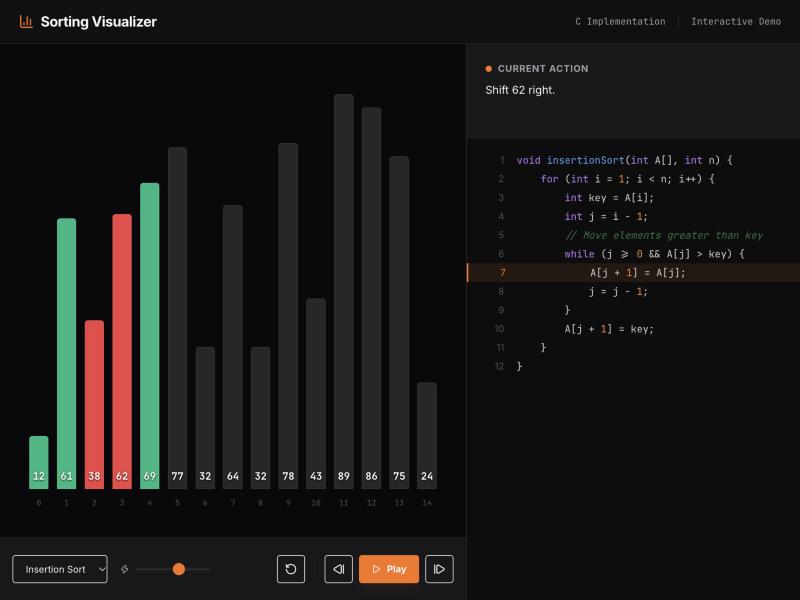 Sorting Visualizer
C Implementation
Interactive Demo
12 61 38 62 69 77 32 64 32 78 43 89 86 75 24
0 1 2 3 4 5 6 7 8 9 10 11 12 13 14
Insertion Sort
Play
CURRENT ACTION
Shift 62 right.
1 void insertionSort(int A[], int n) {
2 for (int i = 1; i < n; i++) {
3 int key = A[i];
4 int j = i - 1;
5 // Move elements greater than key
6 while (j >= 0 && A[j] > key) {
7 A[j + 1] = A[j];
8 j = j - 1;
9 }
10 A[j + 1] = key;
11 }
12 }